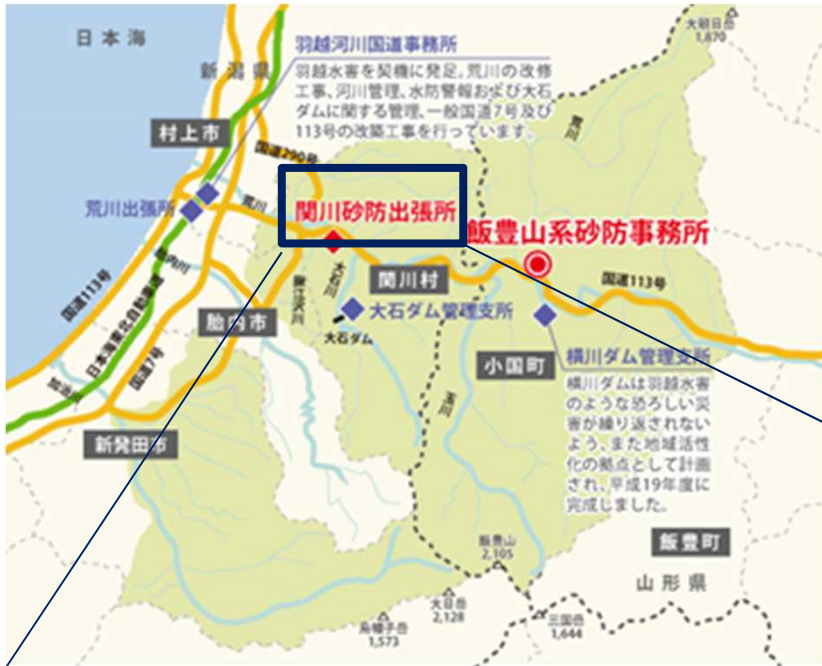 大朝日岳
1,870
日本海
羽越河川国道事務所
新潟県
羽越水害を契機に発足。荒川の改修
工事、河川管理、水防警報および大石
ダムに関する管理、一般国道7号及び
113号の改築工事を行っています。
荒川
村上市
国道290号
荒川
荒川出張所
関川砂防出張所
飯豊山系砂防事務所
胎内川
大石川
関川村
国道113号
国道113号
日本海東北自動車道
大石ダム管理支所
胎内市
大石ダム
横川ダム管理支所
国道7号
小国町
玉川
横川ダムは羽越水害
のような恐ろしい災
害が繰り返されない
よう、また地域活性
化の拠点として計画
され、平成19年度に
完成しました。
加治川
新発田市
飯豊山
2,105
飯豊町
山形県
大日岳
2,128
烏帽子岳
1,573
三国岳
1,644